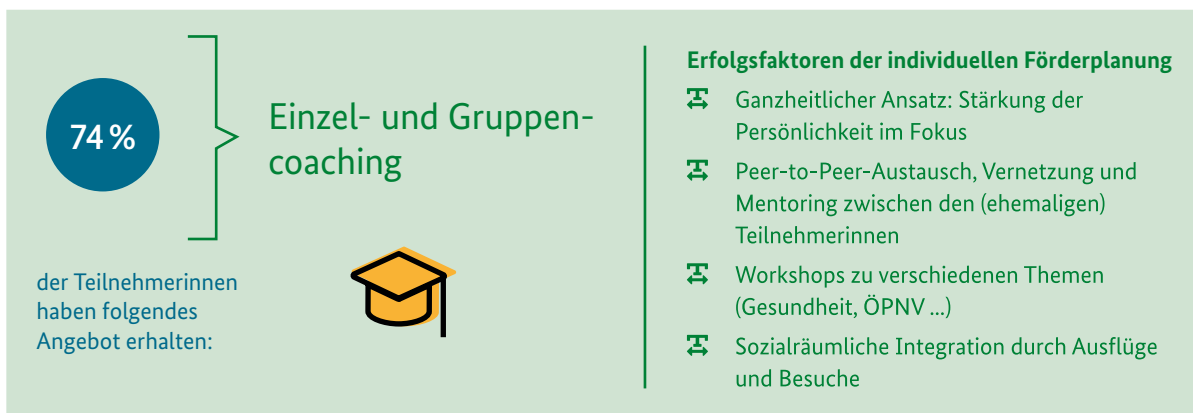 74 %
der Teilnehmerinnen
haben folgendes
Angebot erhalten:
Einzel- und Gruppen-
coaching
Erfolgsfaktoren der individuellen Förderplanung
Ganzheitlicher Ansatz: Stärkung der
Persönlichkeit im Fokus
Peer-to-Peer-Austausch, Vernetzung und
Mentoring zwischen den (ehemaligen)
Teilnehmerinnen
Workshops zu verschiedenen Themen
(Gesundheit, ÖPNV ...)
Sozialräumliche Integration durch Ausflüge
und Besuche